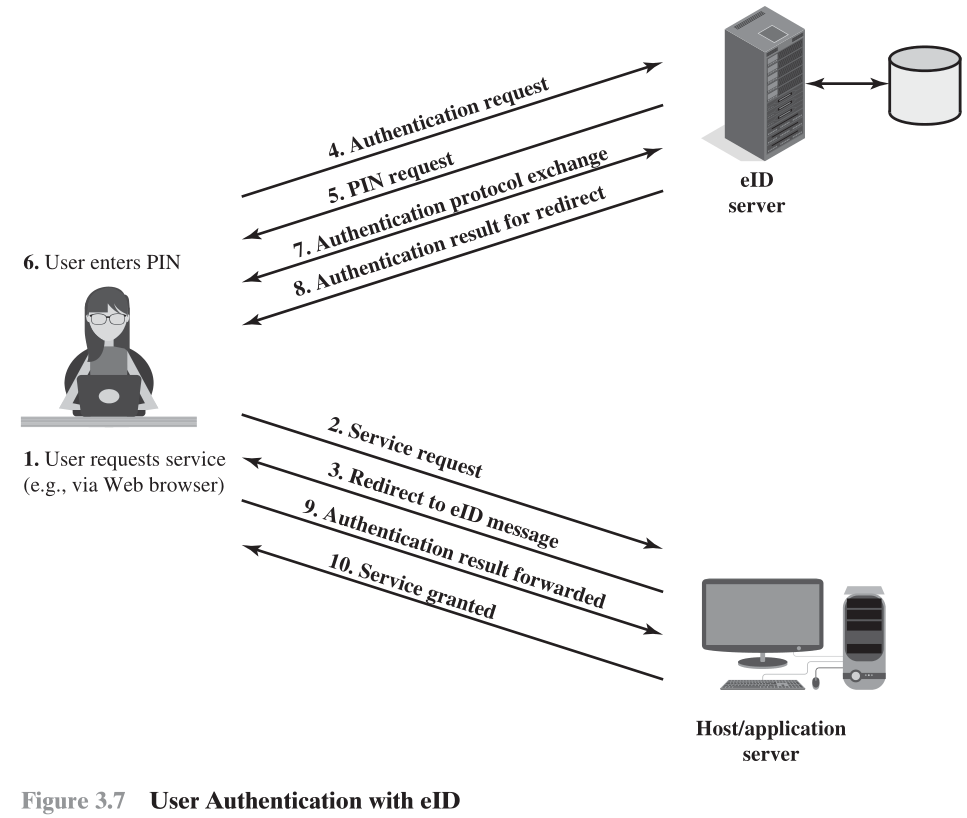 4. Authentication request
5. PIN request
7. Authentication protocol exchange
8. Authentication result for redirect
eID
server
6. User enters PIN
1. User requests service
(e.g., via Web browser)
2. Service request
3. Redirect to eID message
9. Authentication result forwarded
10. Service granted
Host/application
server
Figure 3.7 User Authentication with eID